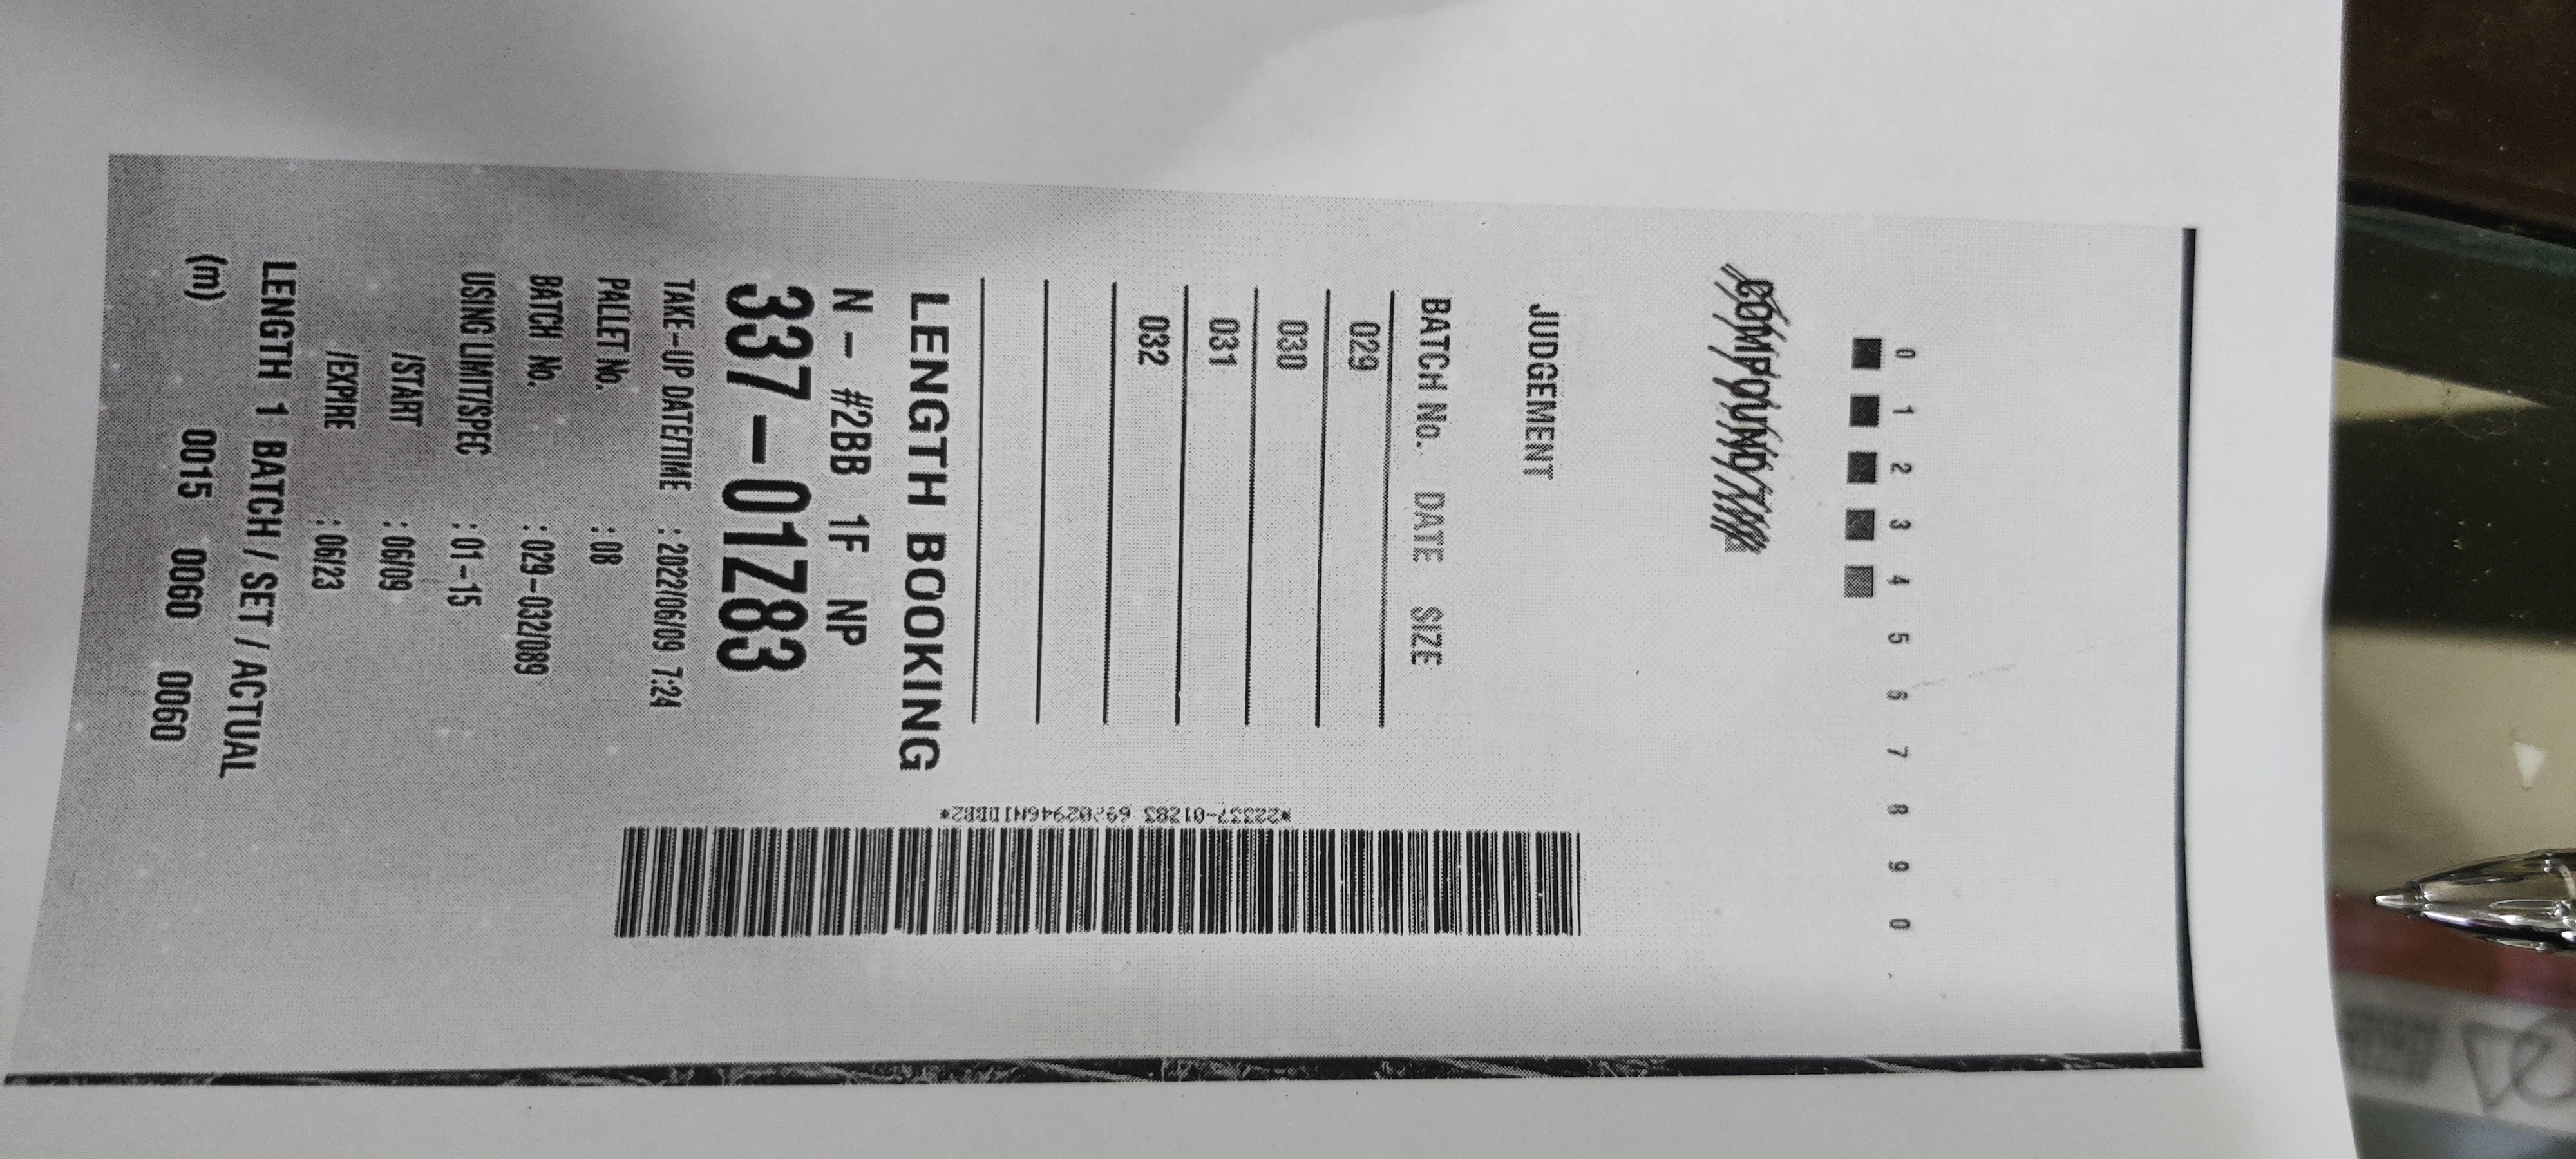 0 1 2 3 4 5 6 7 8 9 0
COMPOUND
JUDGEMENT
BATCH No. DATE SIZE
029
030
031
032
LENGTH BOOKING
N - #2BB 1F NP
337-01Z83
TAKE-UP DATE/TIME : 2022/06/09 7:24
PALLET No. : 08
BATCH No. : 029-032/089
USING LIMIT/SPEC : 01-15
/START : 06/09
/EXPIRE : 06/23
LENGTH 1 BATCH / SET / ACTUAL
(m) 0015 0060 0060